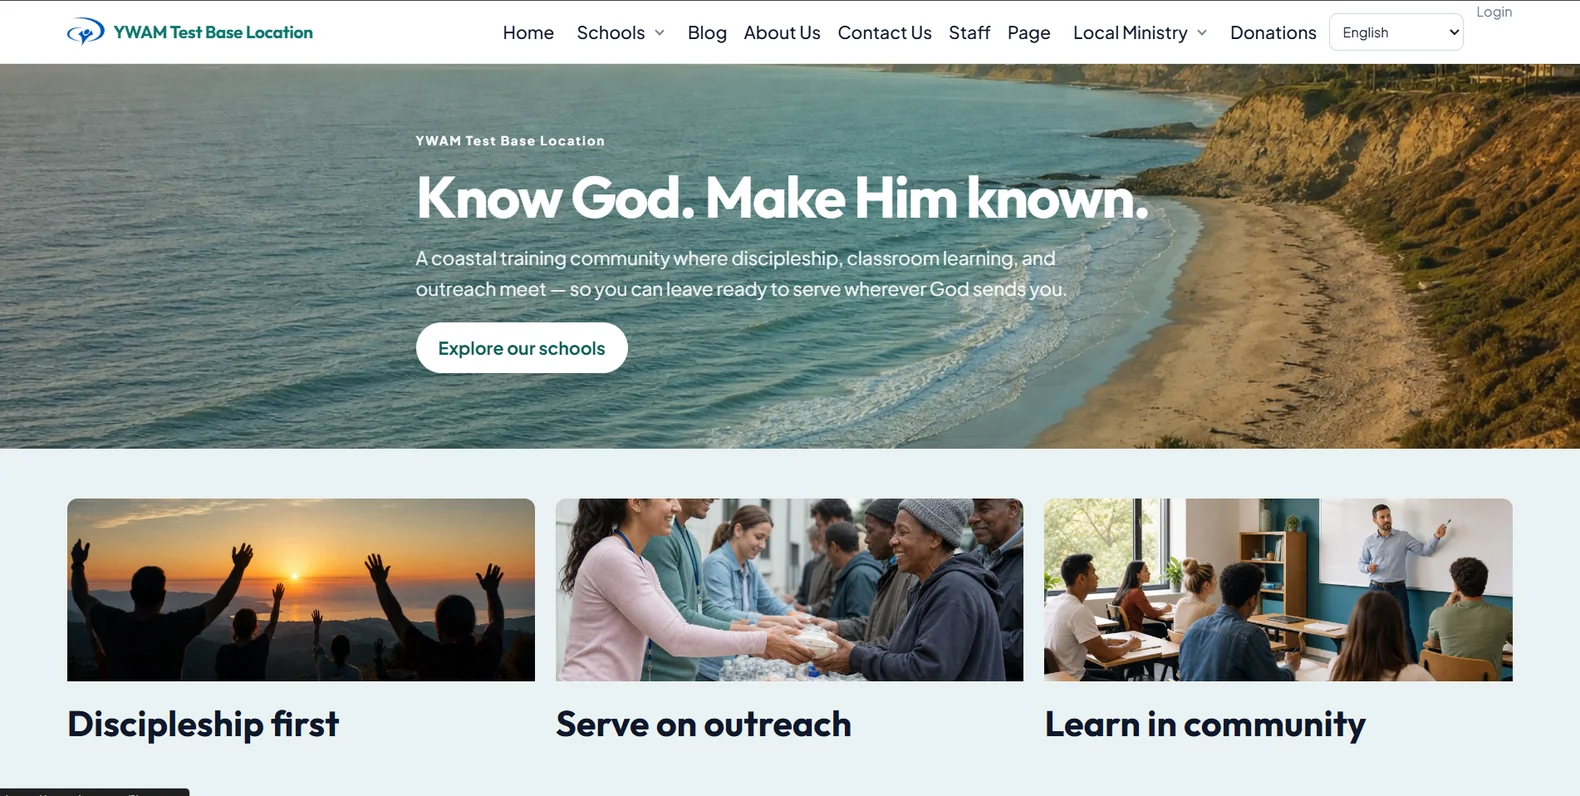 YWAM Test Base Location
Home
Schools
Blog
About Us
Contact Us
Staff
Page
Local Ministry
Donations
English
Login
YWAM Test Base Location
Know God. Make Him known.
A coastal training community where discipleship, classroom learning, and
outreach meet — so you can leave ready to serve wherever God sends you.
Explore our schools
Discipleship first
Serve on outreach
Learn in community